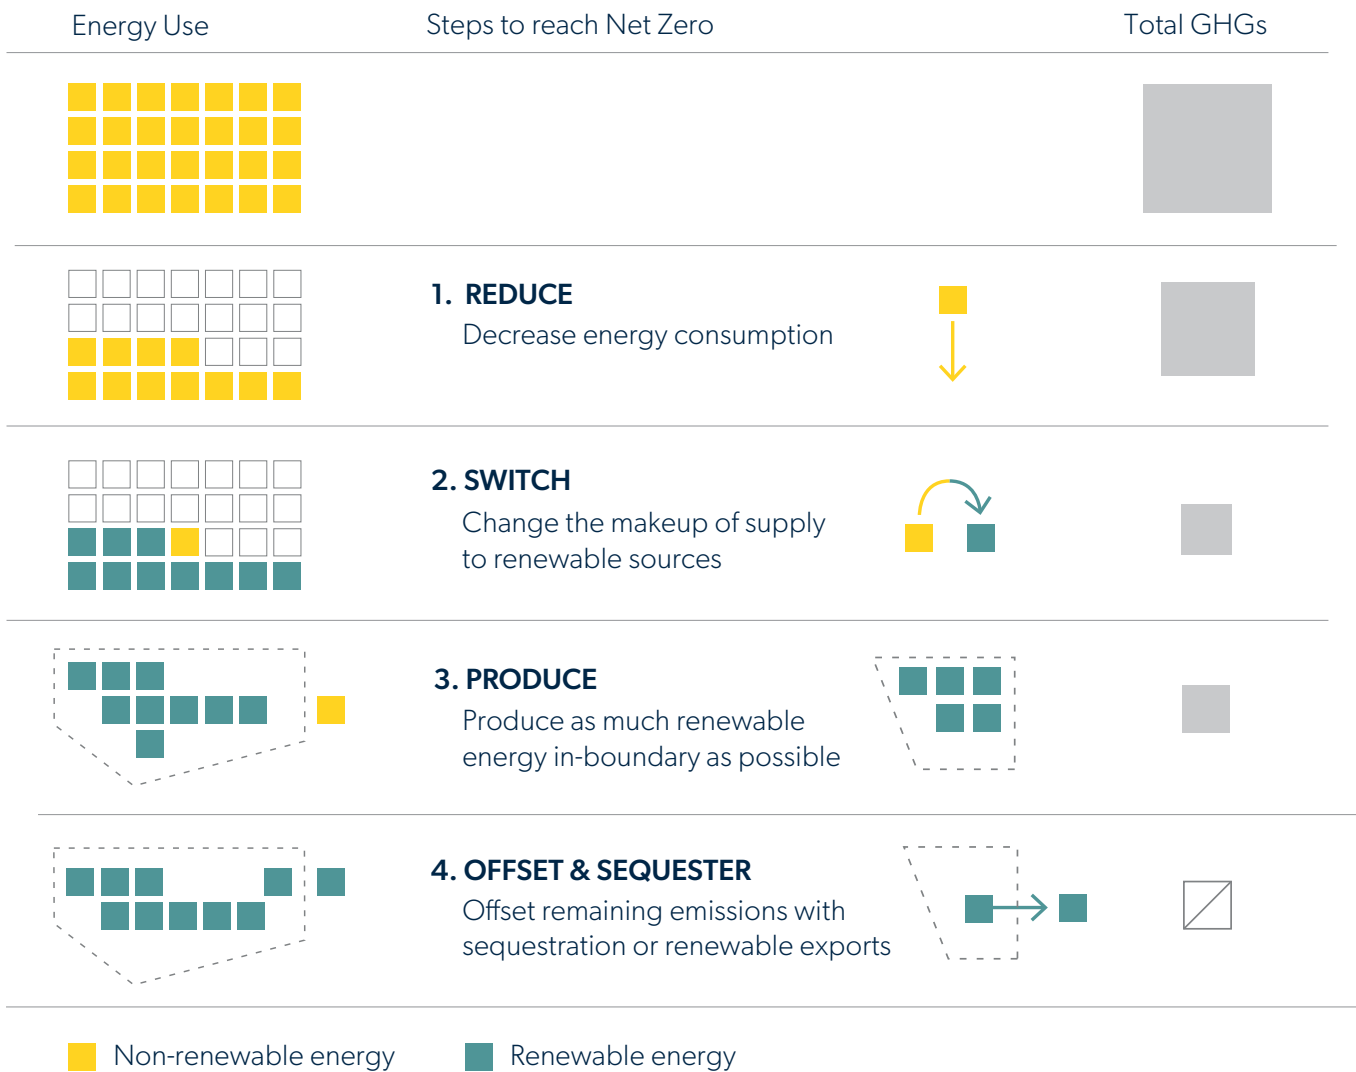 Energy Use
Steps to reach Net Zero
Total GHGs
1. REDUCE
Decrease energy consumption
2. SWITCH
Change the makeup of supply
to renewable sources
3. PRODUCE
Produce as much renewable
energy in-boundary as possible
4. OFFSET & SEQUESTER
Offset remaining emissions with
sequestration or renewable exports
Non-renewable energy
Renewable energy